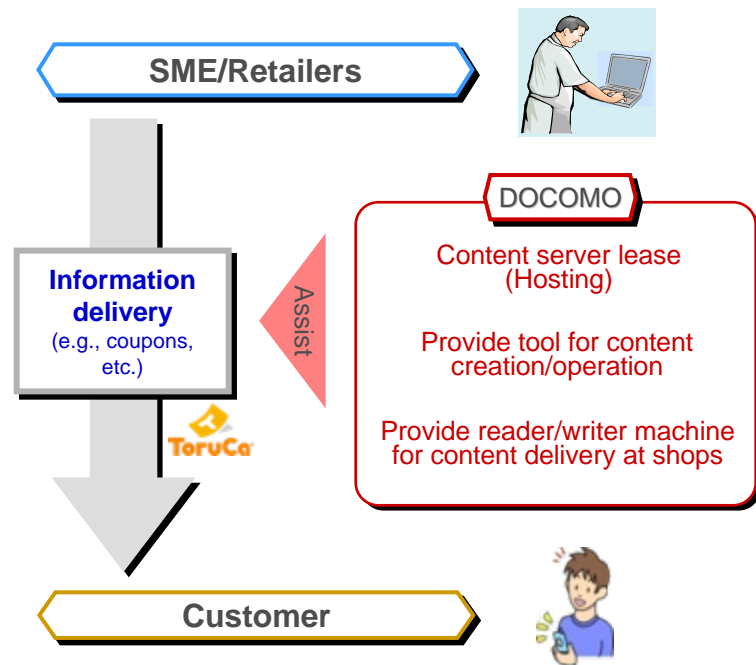 SME/Retailers
DOCOMO
Content server lease
(Hosting)
Provide tool for content
creation/operation
Provide reader/writer machine
for content delivery at shops
Assist
Information
delivery
(e.g., coupons,
etc.)
ToruCa
Customer